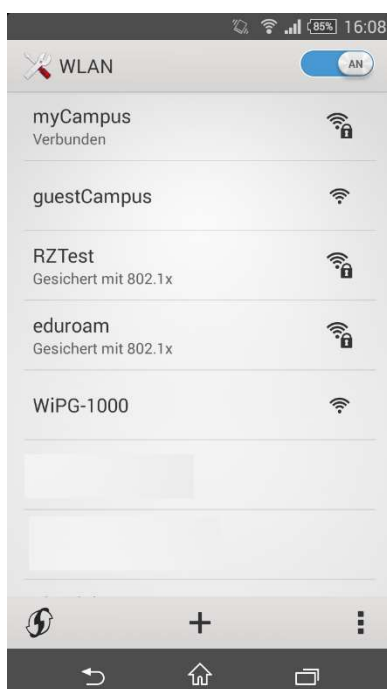 85% 16:08
WLAN AN
myCampus
Verbunden
guestCampus
RZTest
Gesichert mit 802.1x
eduroam
Gesichert mit 802.1x
WiPG-1000